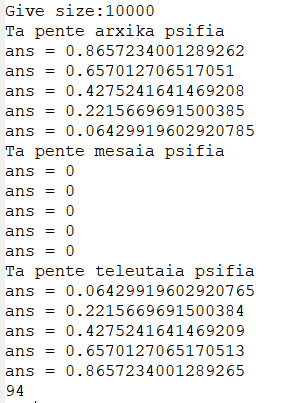 Give size:10000
Ta pente arxika psifia
ans = 0.8657234001289262
ans = 0.657012706517051
ans = 0.4275241641469208
ans = 0.2215669691500385
ans = 0.06429919602920785
Ta pente mesaia psifia
ans = 0
ans = 0
ans = 0
ans = 0
ans = 0
Ta pente teleutaia psifia
ans = 0.06429919602920765
ans = 0.2215669691500384
ans = 0.4275241641469209
ans = 0.6570127065170513
ans = 0.8657234001289265
94